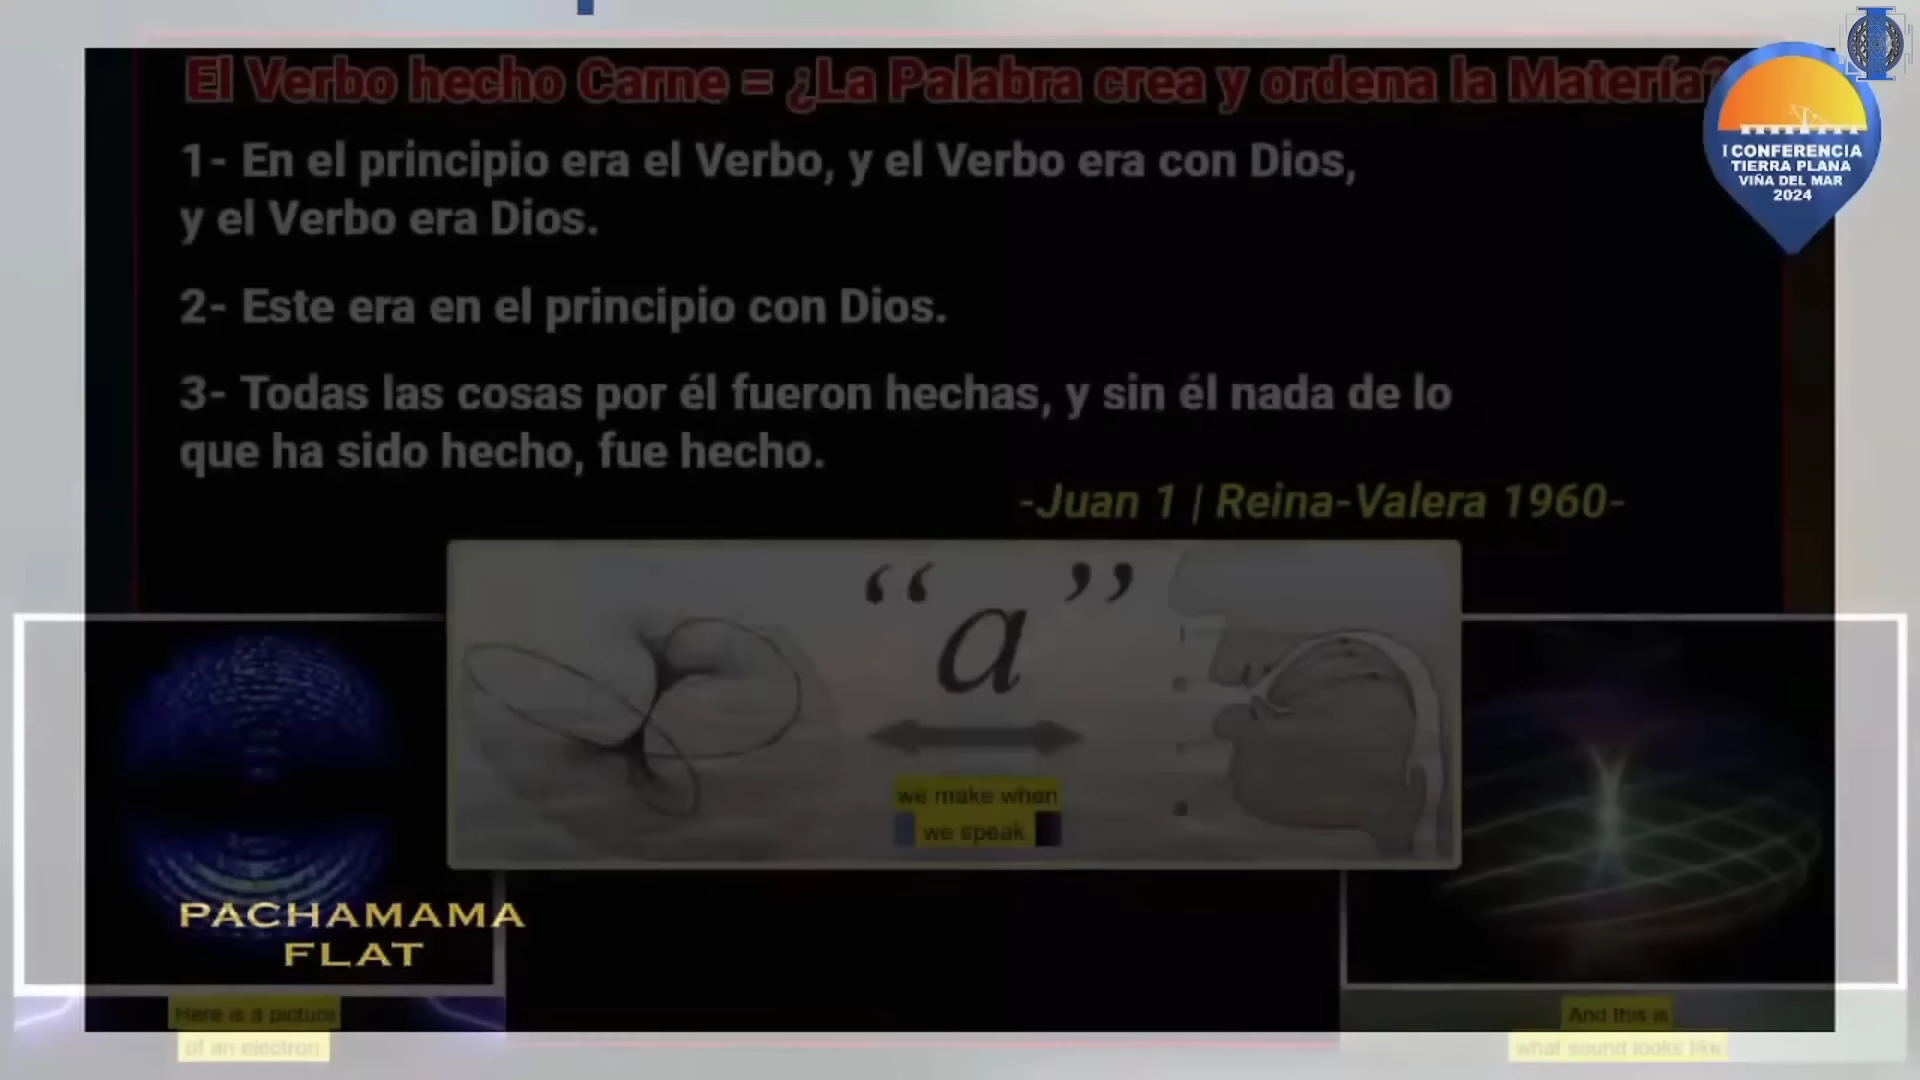 El Verbo hecho Carne = ¿La Palabra crea y ordena la Matería?
1- En el principio era el Verbo, y el Verbo era con Dios,
y el Verbo era Dios.
2- Este era en el principio con Dios.
3- Todas las cosas por él fueron hechas, y sin él nada de lo
que ha sido hecho, fue hecho.
-Juan 1 | Reina-Valera 1960-
I CONFERENCIA
TIERRA PLANA
VIÑA DEL MAR
2024
“a”
we make when
we speak
PACHAMAMA
FLAT
Here is a picture
of an electron
And this is
what sound looks like